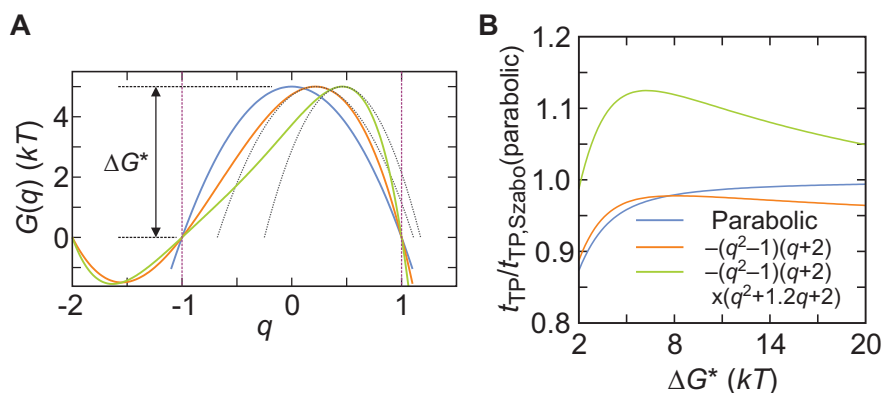 A
G(q) (kT)
4
2
0
ΔG*
−2
−1
0
1
q
B
t_TP/t_TP,Szabo(parabolic)
1.2
1.1
1.0
0.9
0.8
Parabolic
−(q²−1)(q+2)
−(q²−1)(q+2)
x(q²+1.2q+2)
2
8
14
20
ΔG* (kT)